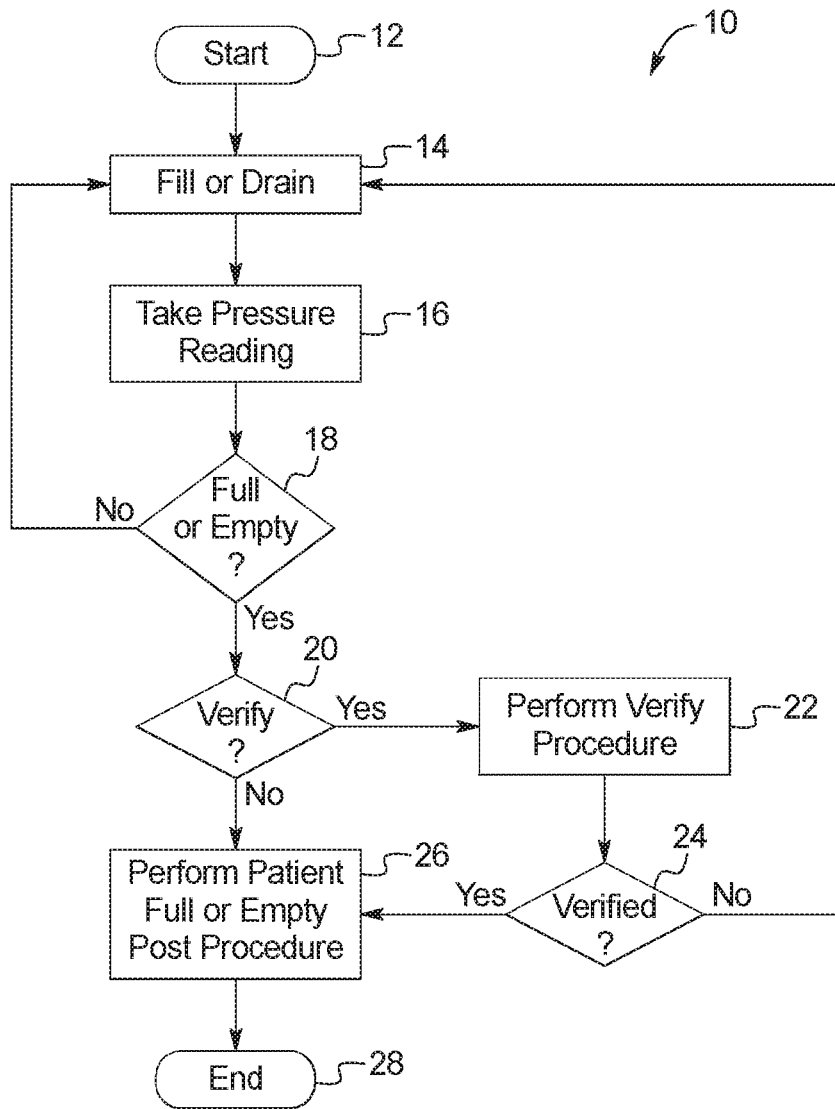 10
Start
12
Fill or Drain
14
Take Pressure
Reading
16
18
Full
or Empty
?
No
Yes
20
Verify
?
Yes
Perform Verify
Procedure
22
No
24
Perform Patient
Full or Empty
Post Procedure
26
Yes
Verified
?
No
End
28